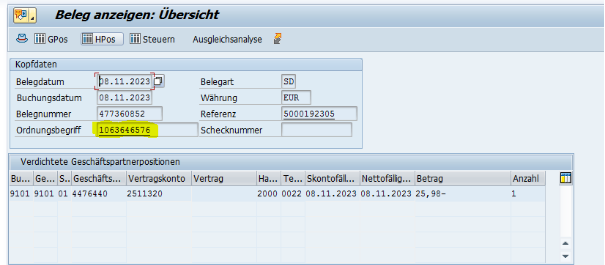 Beleg anzeigen: Übersicht
GPos HPos Steuern Ausgleichsanalyse
Kopfdaten
Belegdatum 08.11.2023 Belegart SD
Buchungsdatum 08.11.2023 Währung EUR
Belegnummer 477360852 Referenz 5000192305
Ordnungsbegriff 1063646576 Schecknummer
Verdichtete Geschäftspartnerpositionen
Bu... Ge... S.. Geschäfts... Vertragskonto Vertrag Ha... Te... Skontofäll... Nettofällig... Betrag Anzahl
9101 9101 01 4476440 2511320 2000 0022 08.11.2023 08.11.2023 25,98- 1